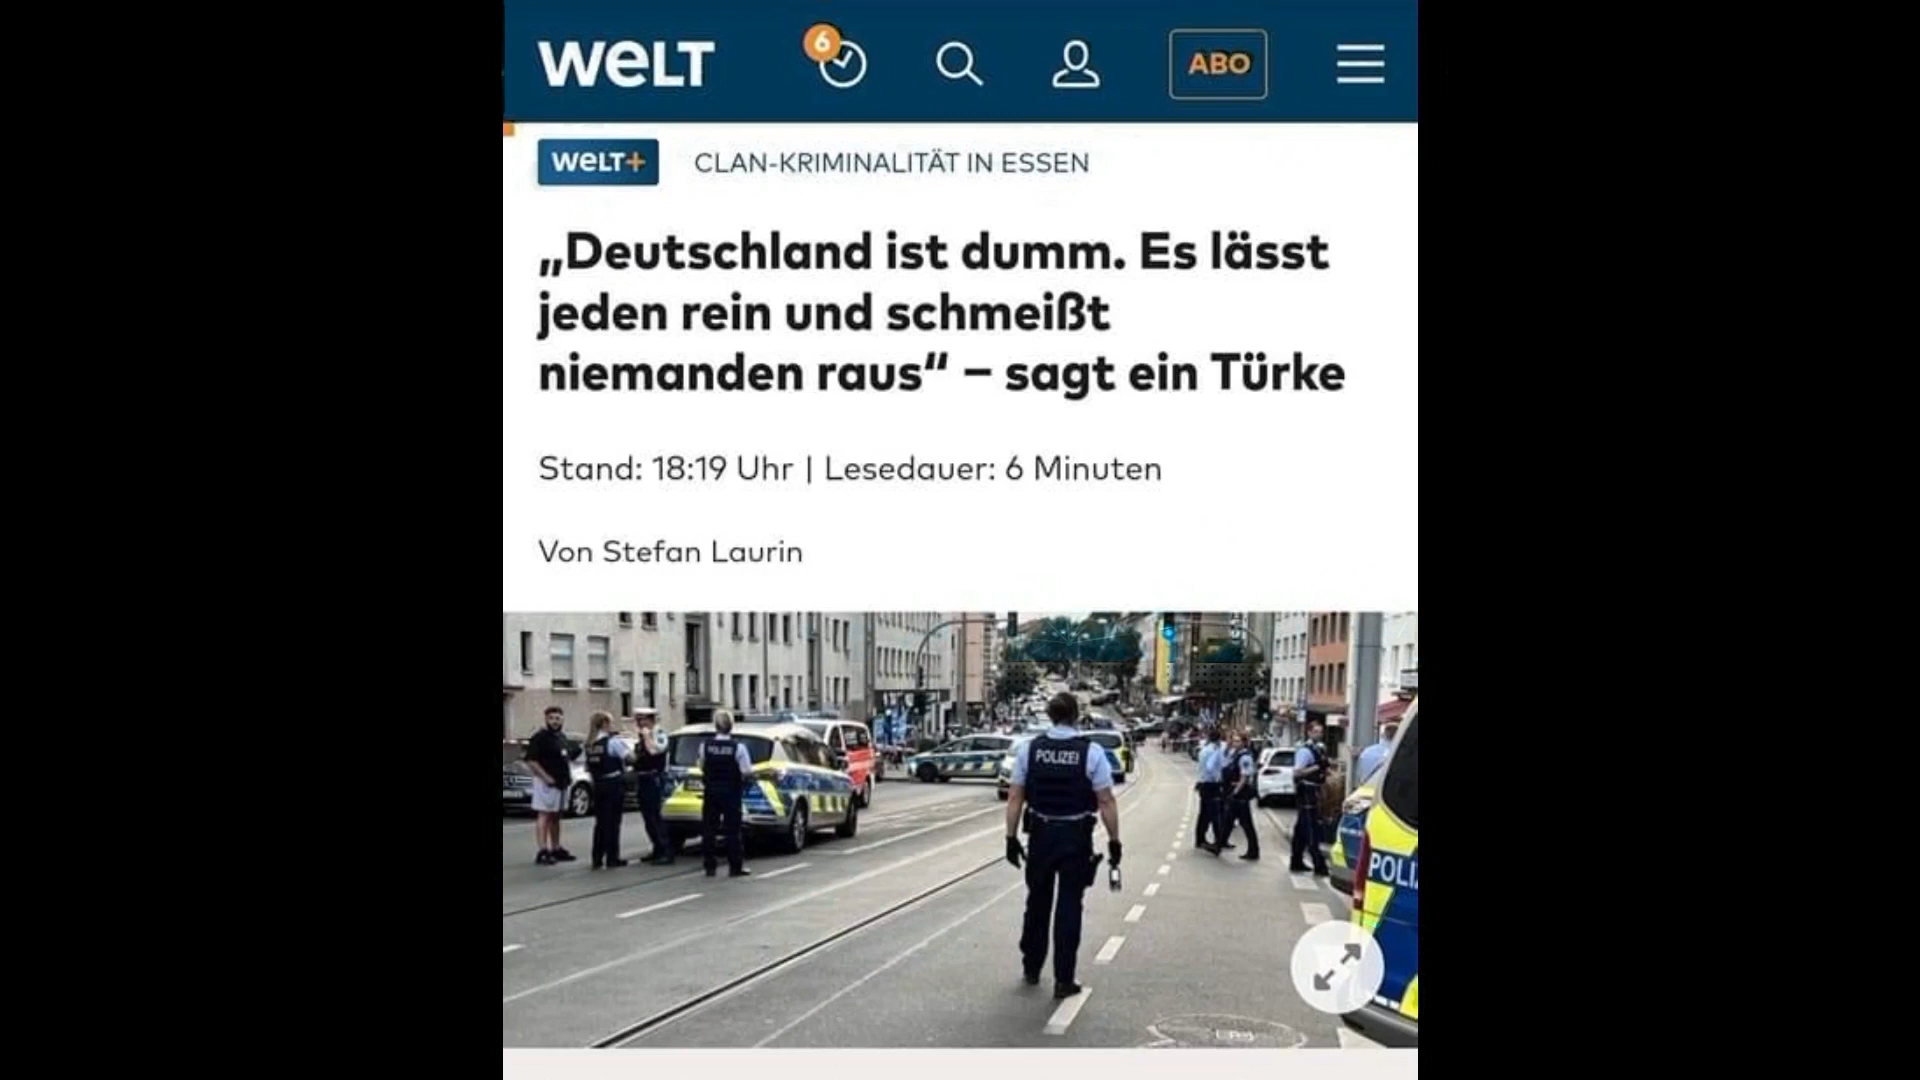 WELT
6
ABO
WELT+ CLAN-KRIMINALITÄT IN ESSEN
„Deutschland ist dumm. Es lässt
jeden rein und schmeißt
niemanden raus“ – sagt ein Türke
Stand: 18:19 Uhr | Lesedauer: 6 Minuten
Von Stefan Laurin
POLIZEI
POLIZEI
POLI